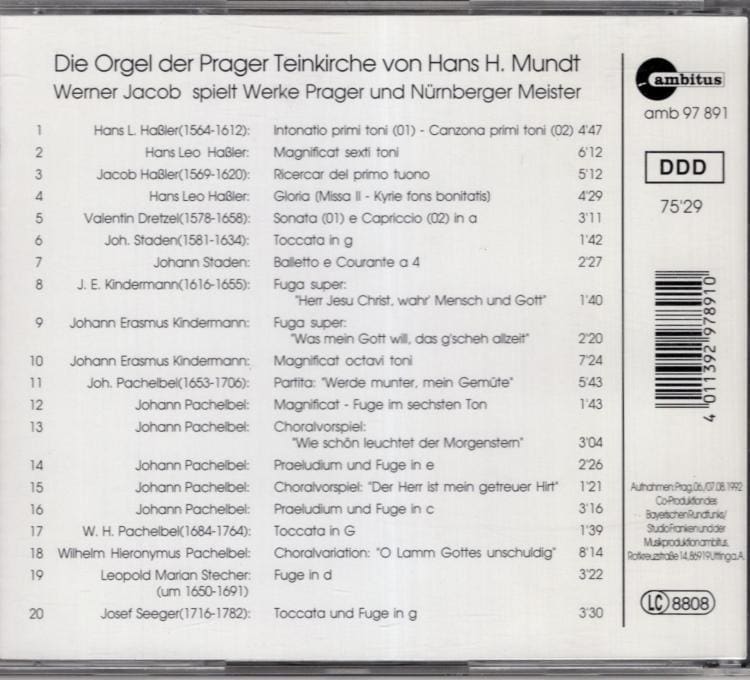 Die Orgel der Prager Teinkirche von Hans H. Mundt
Werner Jacob spielt Werke Prager und Nürnberger Meister
1 Hans L. Haßler(1564-1612): Intonatio primi toni (01) - Canzona primi toni (02) 4'47
2 Hans Leo Haßler: Magnificat sexti toni 6'12
3 Jacob Haßler(1569-1620): Ricercar del primo tuono 5'12
4 Hans Leo Haßler: Gloria (Missa II - Kyrie fons bonitatis) 4'29
5 Valentin Dretzel(1578-1658): Sonata (01) e Capriccio (02) in a 3'11
6 Joh. Staden(1581-1634): Toccata in g 1'42
7 Johann Staden: Balletto e Courante a 4 2'27
8 J. E. Kindermann(1616-1655): Fuga super:
"Herr Jesu Christ, wahr' Mensch und Gott" 1'40
9 Johann Erasmus Kindermann: Fuga super:
"Was mein Gott will, das g'scheh allzeit" 2'20
10 Johann Erasmus Kindermann: Magnificat octavi toni 7'24
11 Joh. Pachelbel(1653-1706): Partita: "Werde munter, mein Gemüte" 5'43
12 Johann Pachelbel: Magnificat - Fuge im sechsten Ton 1'43
13 Johann Pachelbel: Choralvorspiel:
"Wie schön leuchtet der Morgenstern" 3'04
14 Johann Pachelbel: Praeludium und Fuge in e 2'26
15 Johann Pachelbel: Choralvorspiel: "Der Herr ist mein getreuer Hirt" 1'21
16 Johann Pachelbel: Praeludium und Fuge in c 3'16
17 W. H. Pachelbel(1684-1764): Toccata in G 1'39
18 Wilhelm Hieronymus Pachelbel: Choralvariation: "O Lamm Gottes unschuldig" 8'14
19 Leopold Marian Stecher: Fuge in d 3'22
(um 1650-1691)
20 Josef Seeger(1716-1782): Toccata und Fuge in g 3'30
ambitus
amb 97 891
DDD
75'29
4 011392 978910
Aufnahmen: Prag, 06./07.08.1992
Co-Produktion des
Bayerischen Rundfunks/
Studio Franken und der
Musikproduktion ambitus,
Rotkreuzstraße 14, 86919 Utting a. A.
LC 8808